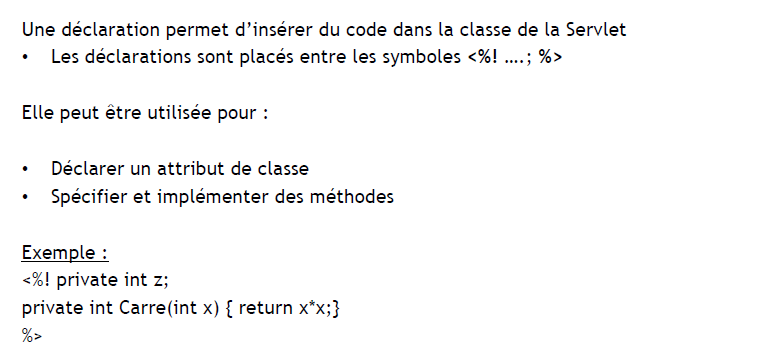 Une déclaration permet d'insérer du code dans la classe de la Servlet
• Les déclarations sont placés entre les symboles <%! ….; %>
Elle peut être utilisée pour :
• Déclarer un attribut de classe
• Spécifier et implémenter des méthodes
Exemple :
<%! private int z;
private int Carre(int x) { return x*x;}
%>